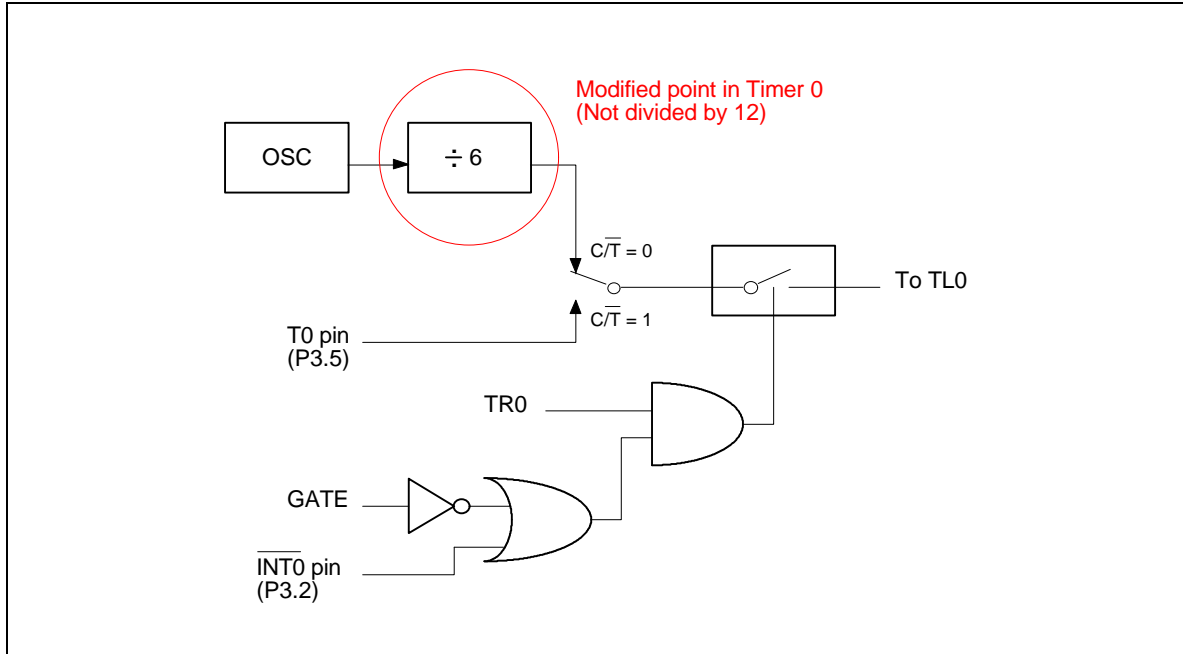 Modified point in Timer 0
(Not divided by 12)
OSC
÷ 6
C/T̅ = 0
To TL0
C/T̅ = 1
T0 pin
(P3.5)
TR0
GATE
I̅N̅T̅0̅ pin
(P3.2)